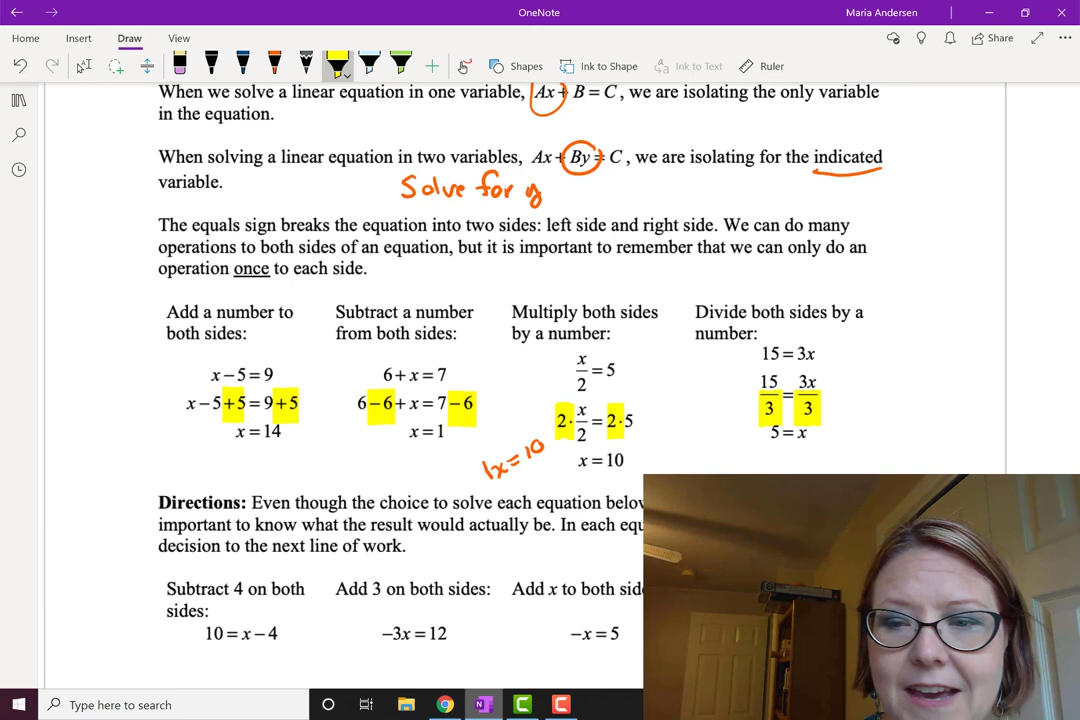 OneNote
Maria Andersen
Home Insert Draw View
Share
Shapes Ink to Shape Ink to Text Ruler
When we solve a linear equation in one variable, Ax + B = C, we are isolating the only variable
in the equation.
When solving a linear equation in two variables, Ax + By = C, we are isolating for the indicated
variable.
Solve for y
The equals sign breaks the equation into two sides: left side and right side. We can do many
operations to both sides of an equation, but it is important to remember that we can only do an
operation once to each side.
Add a number to
both sides:
x − 5 = 9
x − 5 + 5 = 9 + 5
x = 14
Subtract a number
from both sides:
6 + x = 7
6 − 6 + x = 7 − 6
x = 1
Multiply both sides
by a number:
x/2 = 5
2 · x/2 = 2 · 5
x = 10
1x = 10
Divide both sides by a
number:
15 = 3x
15/3 = 3x/3
5 = x
Directions: Even though the choice to solve each equation below
important to know what the result would actually be. In each equ
decision to the next line of work.
Subtract 4 on both
sides:
10 = x − 4
Add 3 on both sides:
−3x = 12
Add x to both sid
−x = 5
Type here to search